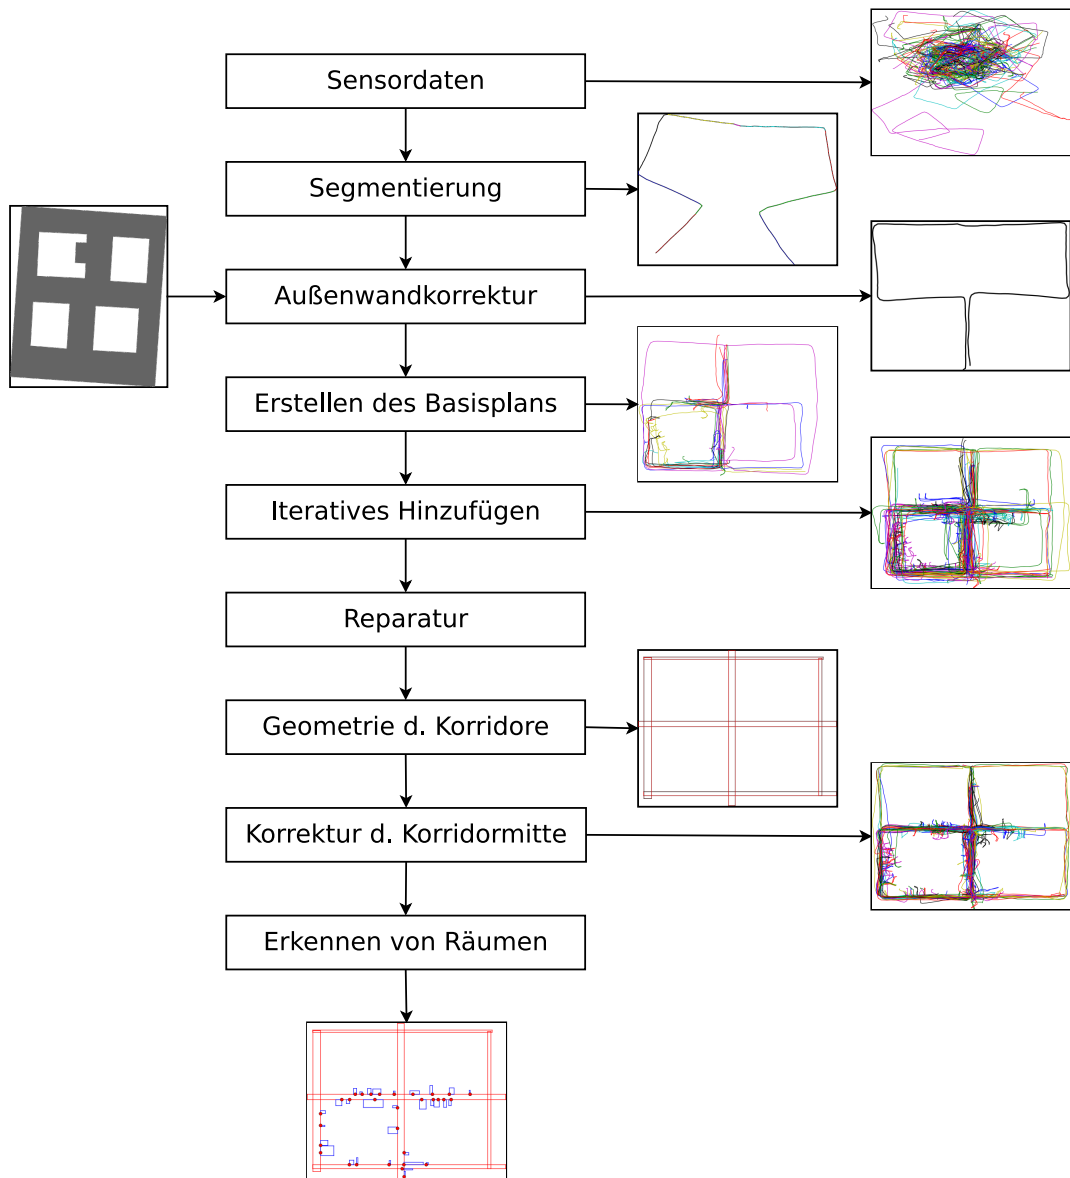 Sensordaten
Segmentierung
Außenwandkorrektur
Erstellen des Basisplans
Iteratives Hinzufügen
Reparatur
Geometrie d. Korridore
Korrektur d. Korridormitte
Erkennen von Räumen